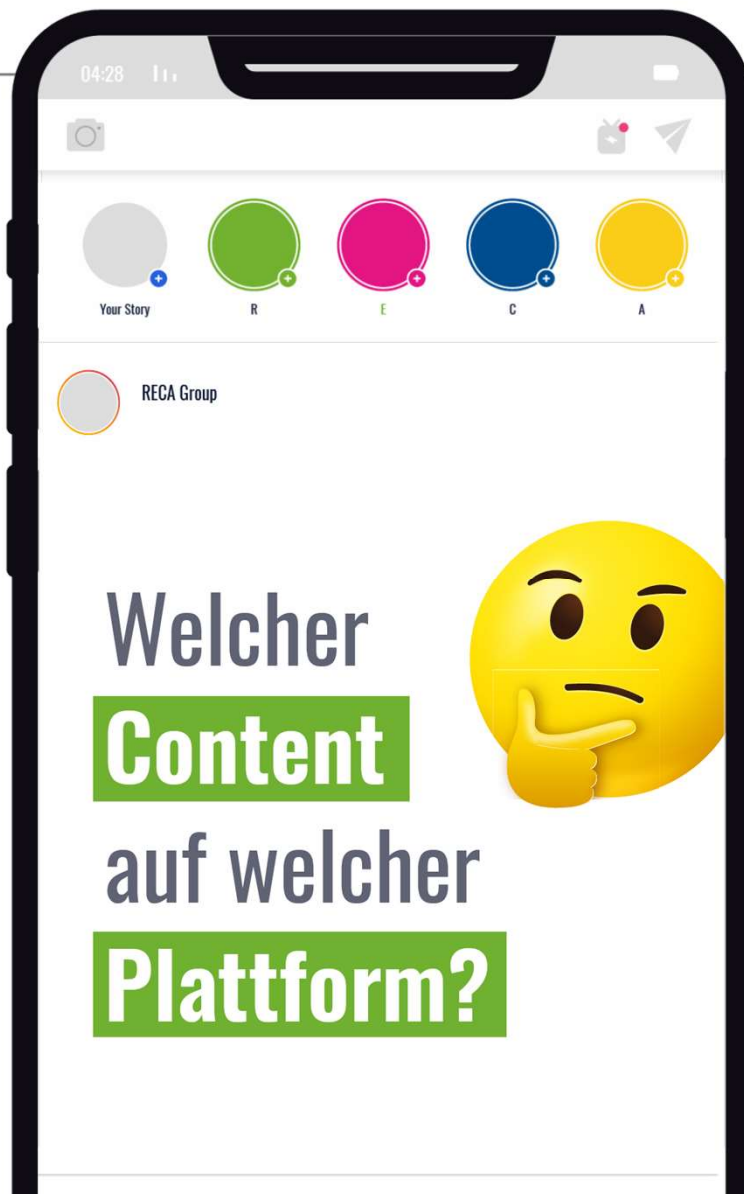 04:28
Your Story
R
E
C
A
RECA Group
Welcher
Content
auf welcher
Plattform?